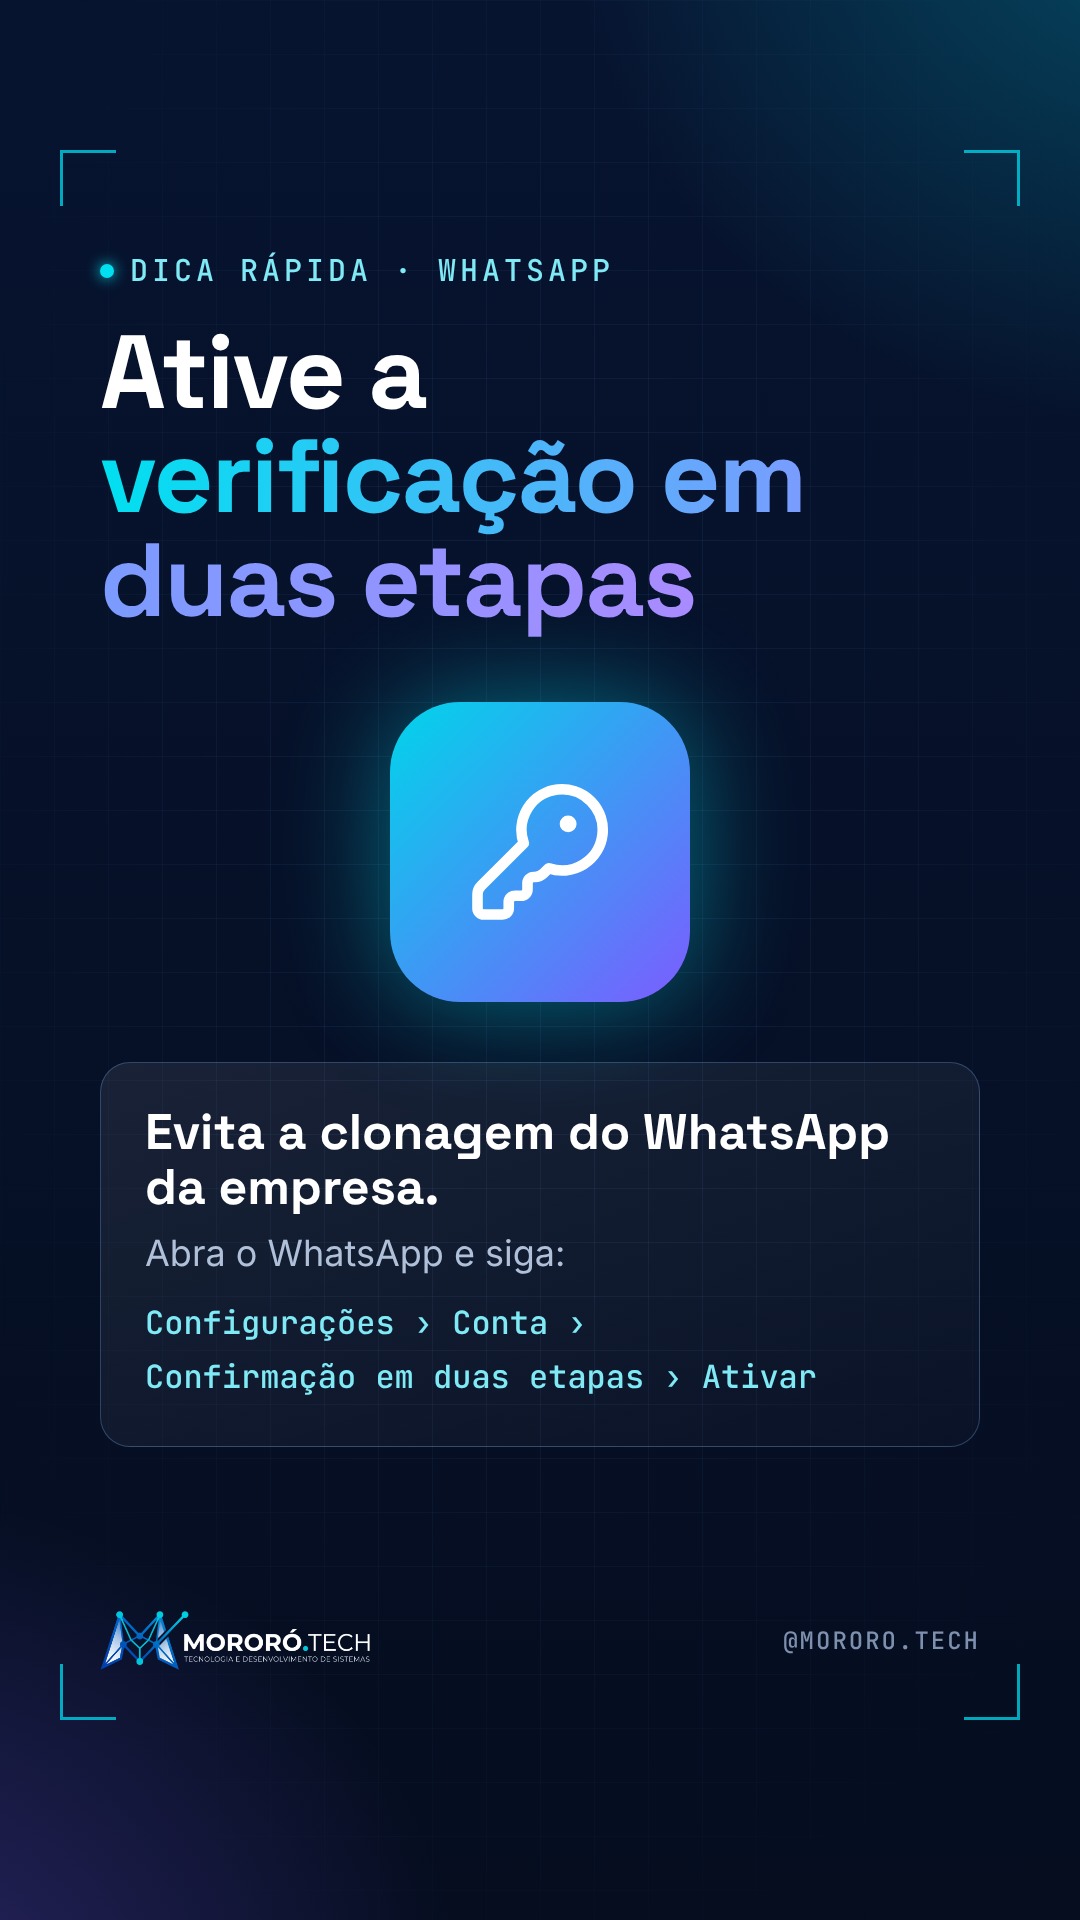 DICA RÁPIDA · WHATSAPP
Ative a
verificação em
duas etapas
Evita a clonagem do WhatsApp
da empresa.
Abra o WhatsApp e siga:
Configurações › Conta ›
Confirmação em duas etapas › Ativar
MORORÓ.TECH
TECNOLOGIA E DESENVOLVIMENTO DE SISTEMAS
@MORORO.TECH